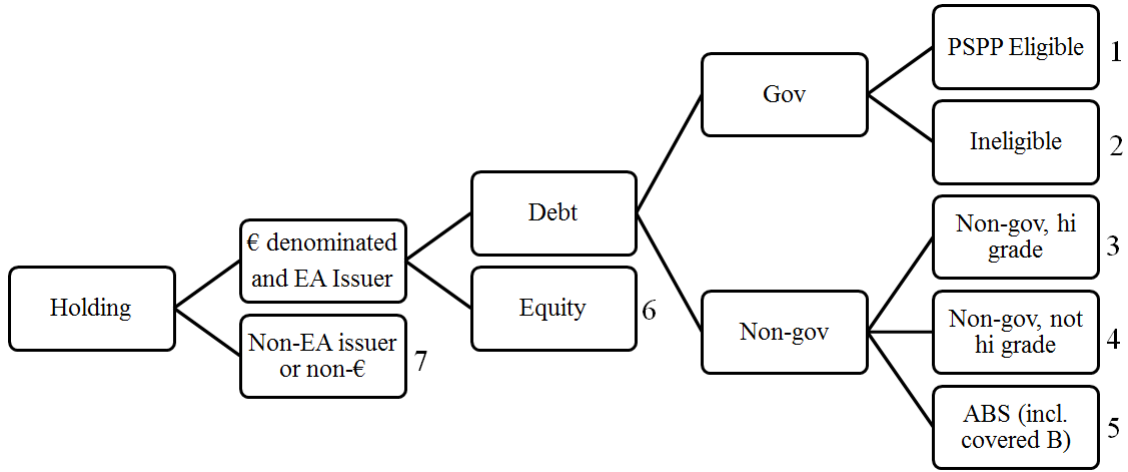 Holding
€ denominated
and EA Issuer
Non-EA issuer
or non-€
7
Debt
Equity
6
Gov
Non-gov
PSPP Eligible
1
Ineligible
2
Non-gov, hi
grade
3
Non-gov, not
hi grade
4
ABS (incl.
covered B)
5